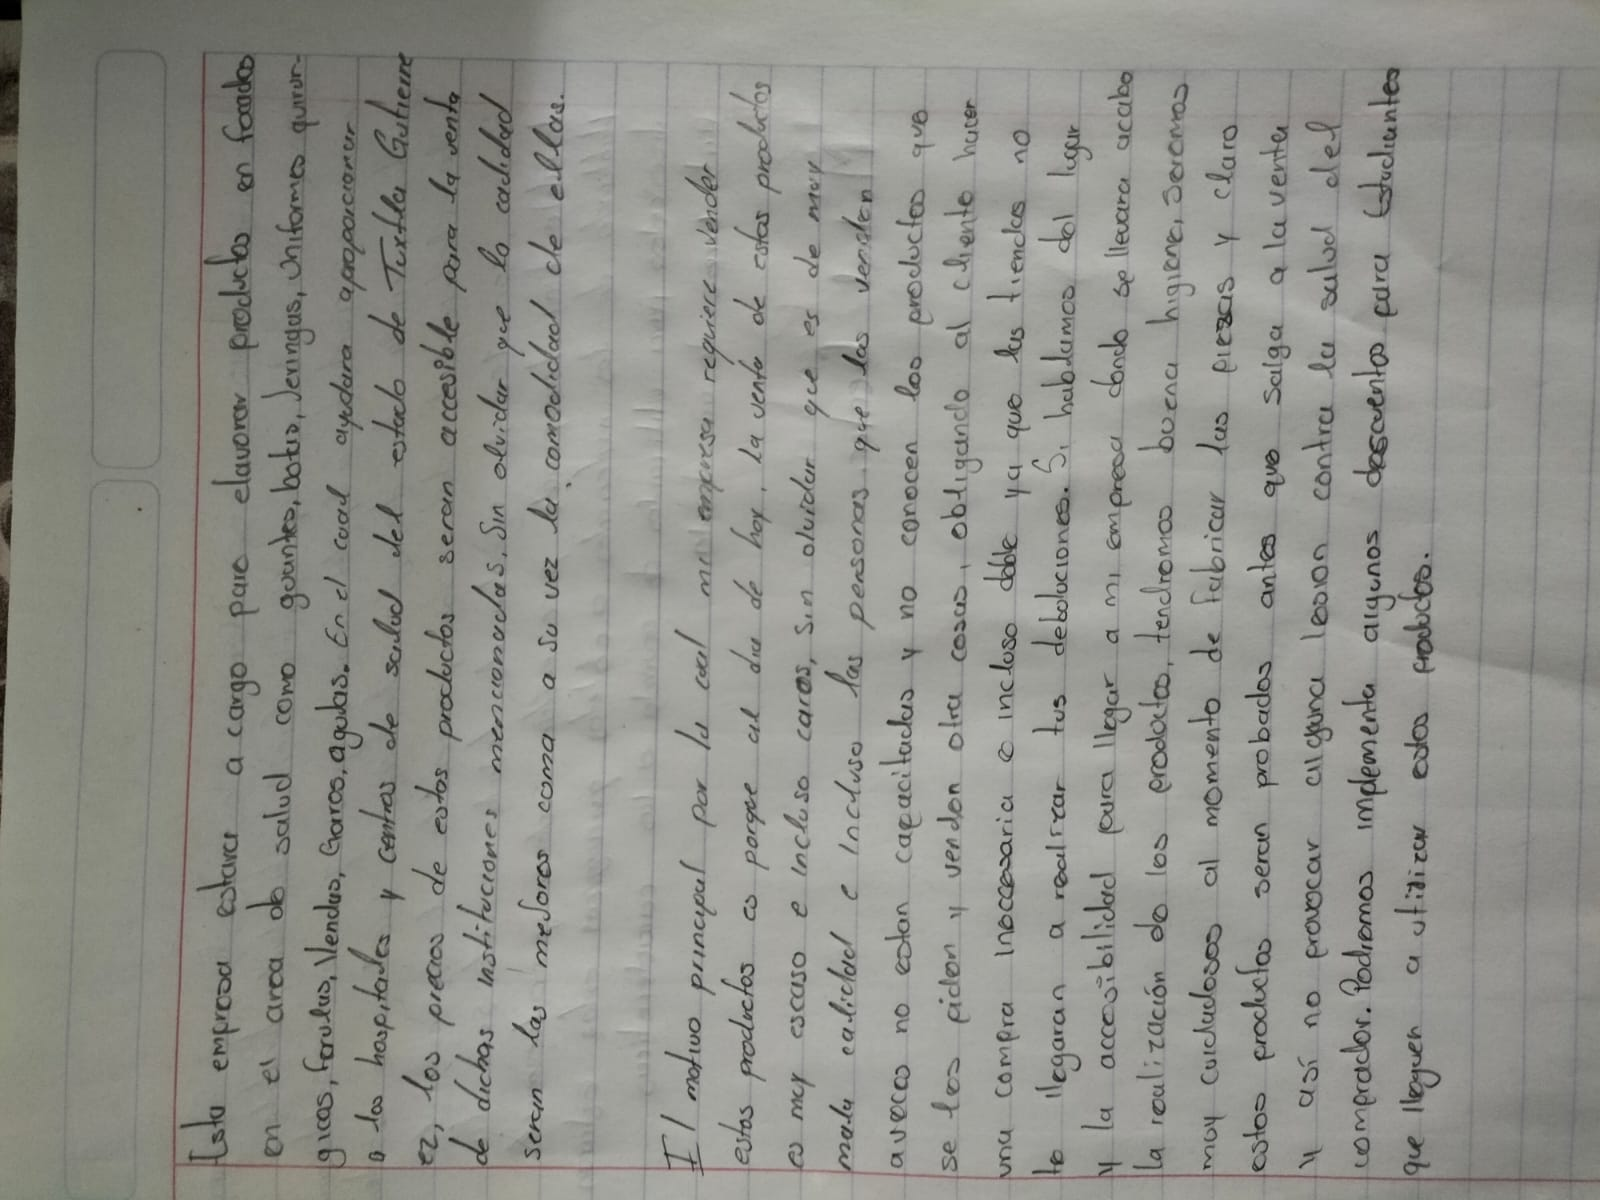 Esta empresa estara a cargo para elavorar productos en focados
en el area de salud como guantes, batas, Jeringas, Uniformes quirur-
gicos, Ferulas, Vendas, Gorros, agulas. En el cual ayudara aproporcionar
a los hospitales y centros de salud del estado de Tuxtla Gutierr
ez, los precios de estos productos seran accesible para la venta
de dichas instituciones mencionadas, Sin olvidar que la calidad
seran las mejores coma a su vez la comodidad de ellas.
El motivo principal por la cual mi empresa requiere vender
estos productos es porque al dia de hoy, la venta de estos productos
es muy escaso e incluso caros, sin olvidar que es de muy
mala calidad e incluso las personas que los venden
aveces no estan capacitadas y no conocen los productos que
se les piden y venden otra cosas, obligando al cliente hacer
una compra inecesaria e incluso doble ya que las tiendas no
te llegaran a realizar tus deboluciones. Si hablamos del lugar
y la accesibilidad para llegar a mi empresa donde se llevara acabo
la realización de los productos, tendremos buena higiene, seremos
muy cuidadosos al momento de fabricar las piezas y claro
estos productos seran probados antes que salga a la venta
y así no provocar alguna lesion contra la salud del
comprador. Podremos implementa algunos descuentos para Estudiantes
que lleguen a utilizar estos productos.